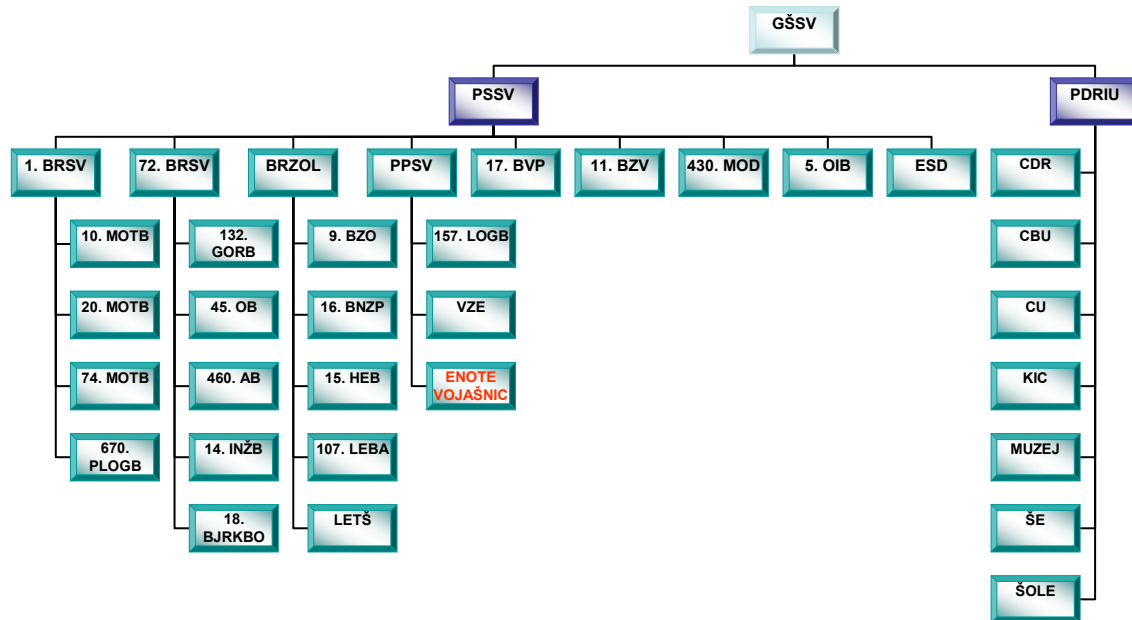 GŠSV
PSSV
PDRIU
1. BRSV
72. BRSV
BRZOL
PPSV
17. BVP
11. BZV
430. MOD
5. OIB
ESD
CDR
10. MOTB
132.
GORB
9. BZO
157. LOGB
CBU
20. MOTB
45. OB
16. BNZP
VZE
CU
74. MOTB
460. AB
15. HEB
ENOTE
VOJAŠNIC
KIC
670.
PLOGB
14. INŽB
107. LEBA
MUZEJ
18.
BJRKBO
LETŠ
ŠE
ŠOLE